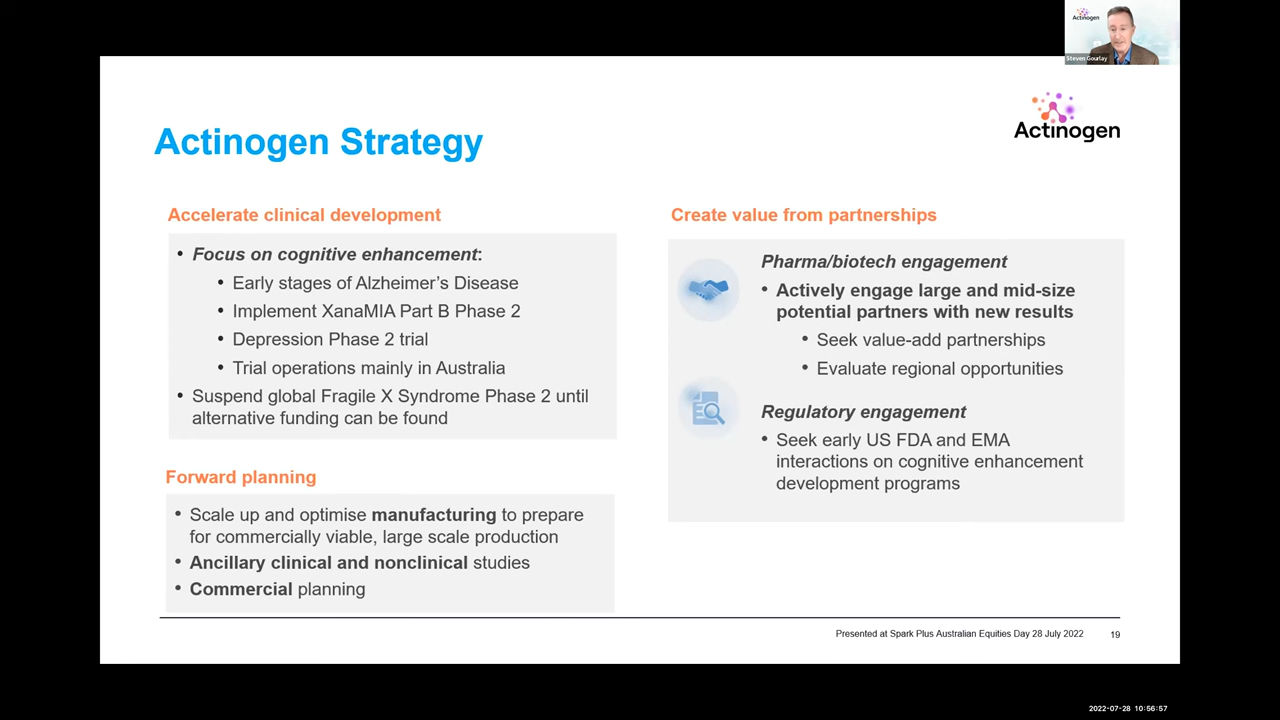 Actinogen
Steven Gourlay
Actinogen
Actinogen Strategy
Accelerate clinical development
• Focus on cognitive enhancement:
• Early stages of Alzheimer’s Disease
• Implement XanaMIA Part B Phase 2
• Depression Phase 2 trial
• Trial operations mainly in Australia
• Suspend global Fragile X Syndrome Phase 2 until
alternative funding can be found
Forward planning
• Scale up and optimise manufacturing to prepare
for commercially viable, large scale production
• Ancillary clinical and nonclinical studies
• Commercial planning
Create value from partnerships
Pharma/biotech engagement
• Actively engage large and mid-size
potential partners with new results
• Seek value-add partnerships
• Evaluate regional opportunities
Regulatory engagement
• Seek early US FDA and EMA
interactions on cognitive enhancement
development programs
Presented at Spark Plus Australian Equities Day 28 July 2022
19
2022-07-28 10:56:57